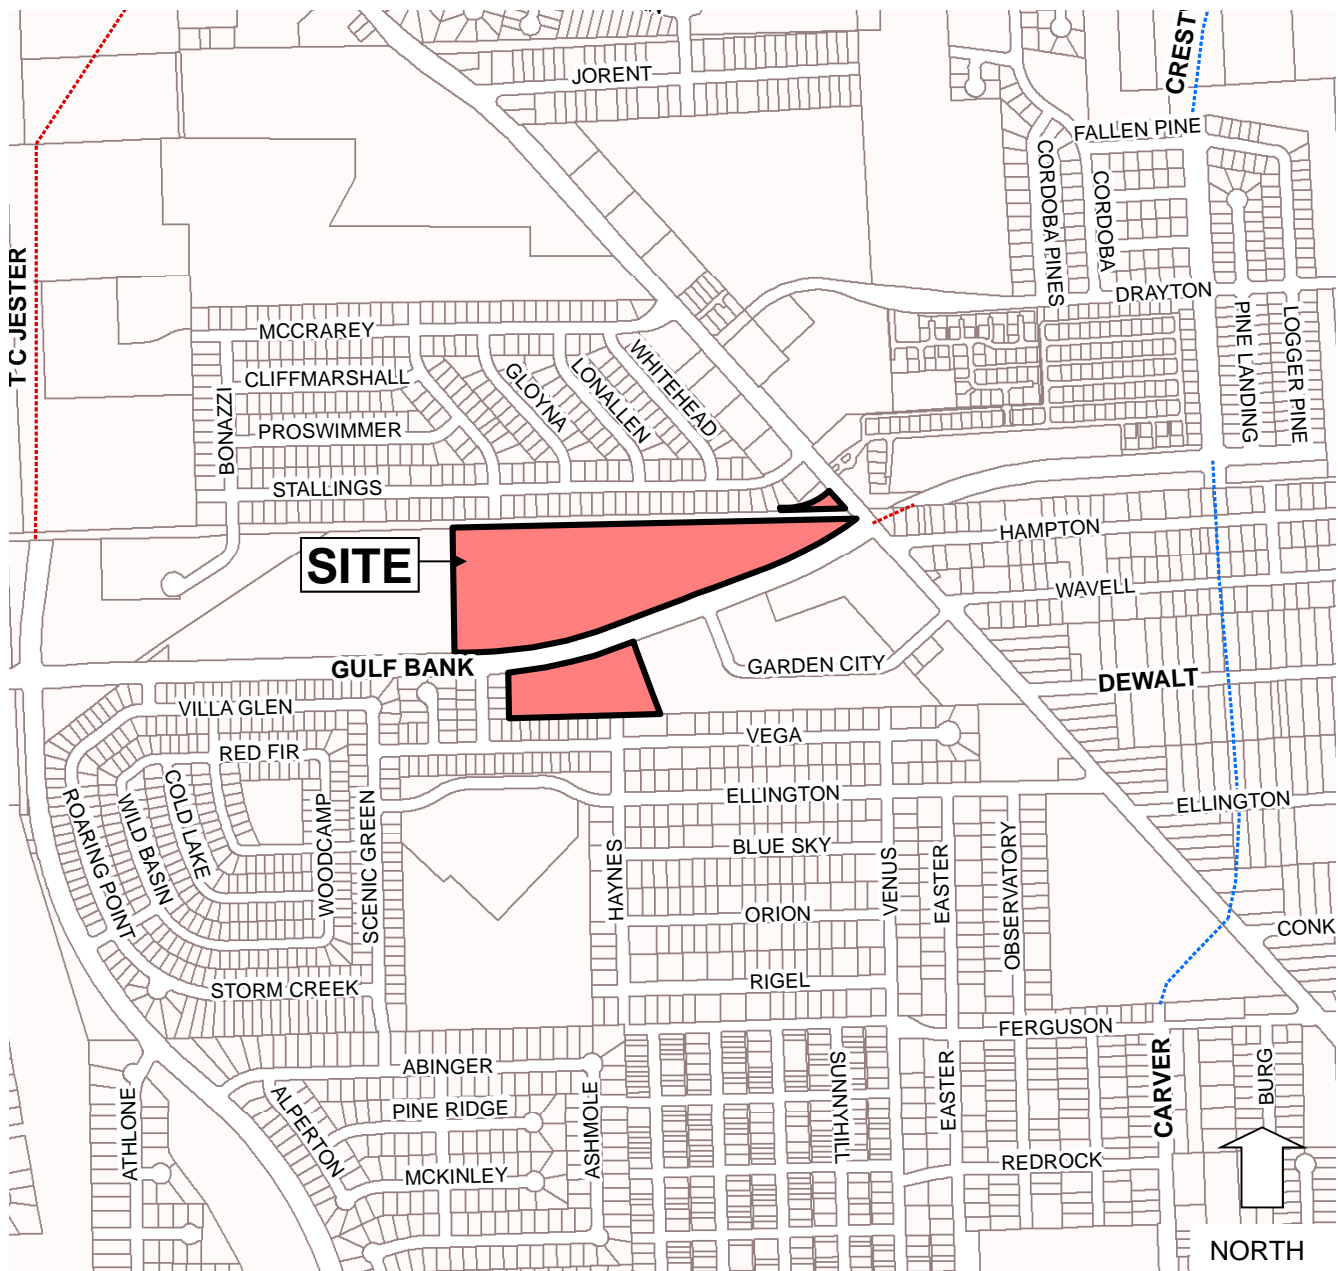 JORENT
CREST
FALLEN PINE
CORDOBA PINES
CORDOBA
DRAYTON
PINE LANDING
LOGGER PINE
T C JESTER
MCCRAREY
CLIFFMARSHALL
BONAZZI
PROSWIMMER
GLOYNA
LONALLEN
WHITEHEAD
STALLINGS
HAMPTON
SITE
WAVELL
GULF BANK
GARDEN CITY
DEWALT
VILLA GLEN
RED FIR
VEGA
ELLINGTON
ELLINGTON
ROARING POINT
WILD BASIN
COLD LAKE
WOODCAMP
SCENIC GREEN
HAYNES
BLUE SKY
VENUS
EASTER
OBSERVATORY
ORION
CONK
STORM CREEK
RIGEL
FERGUSON
ABINGER
ATHLONE
ALPERTON
PINE RIDGE
ASHMOLE
SUNNYHILL
EASTER
CARVER
BURG
MCKINLEY
REDROCK
NORTH